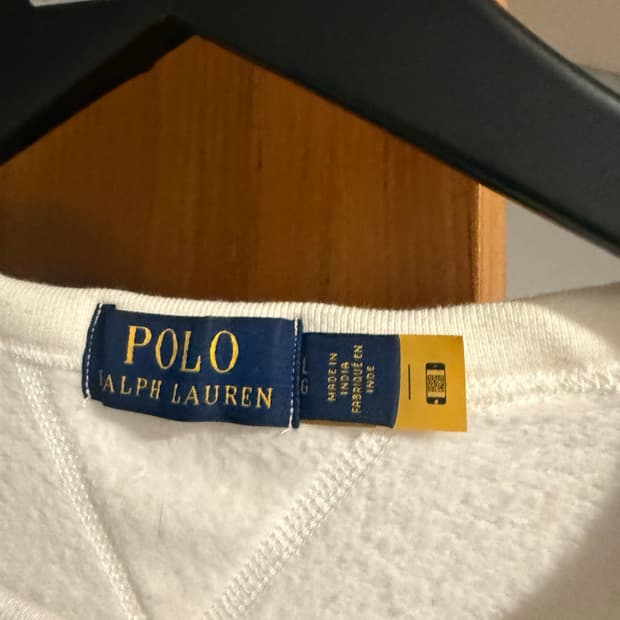 POLO
RALPH LAUREN
L
G
MADE IN
INDIA
FABRIQUÉ EN
INDE